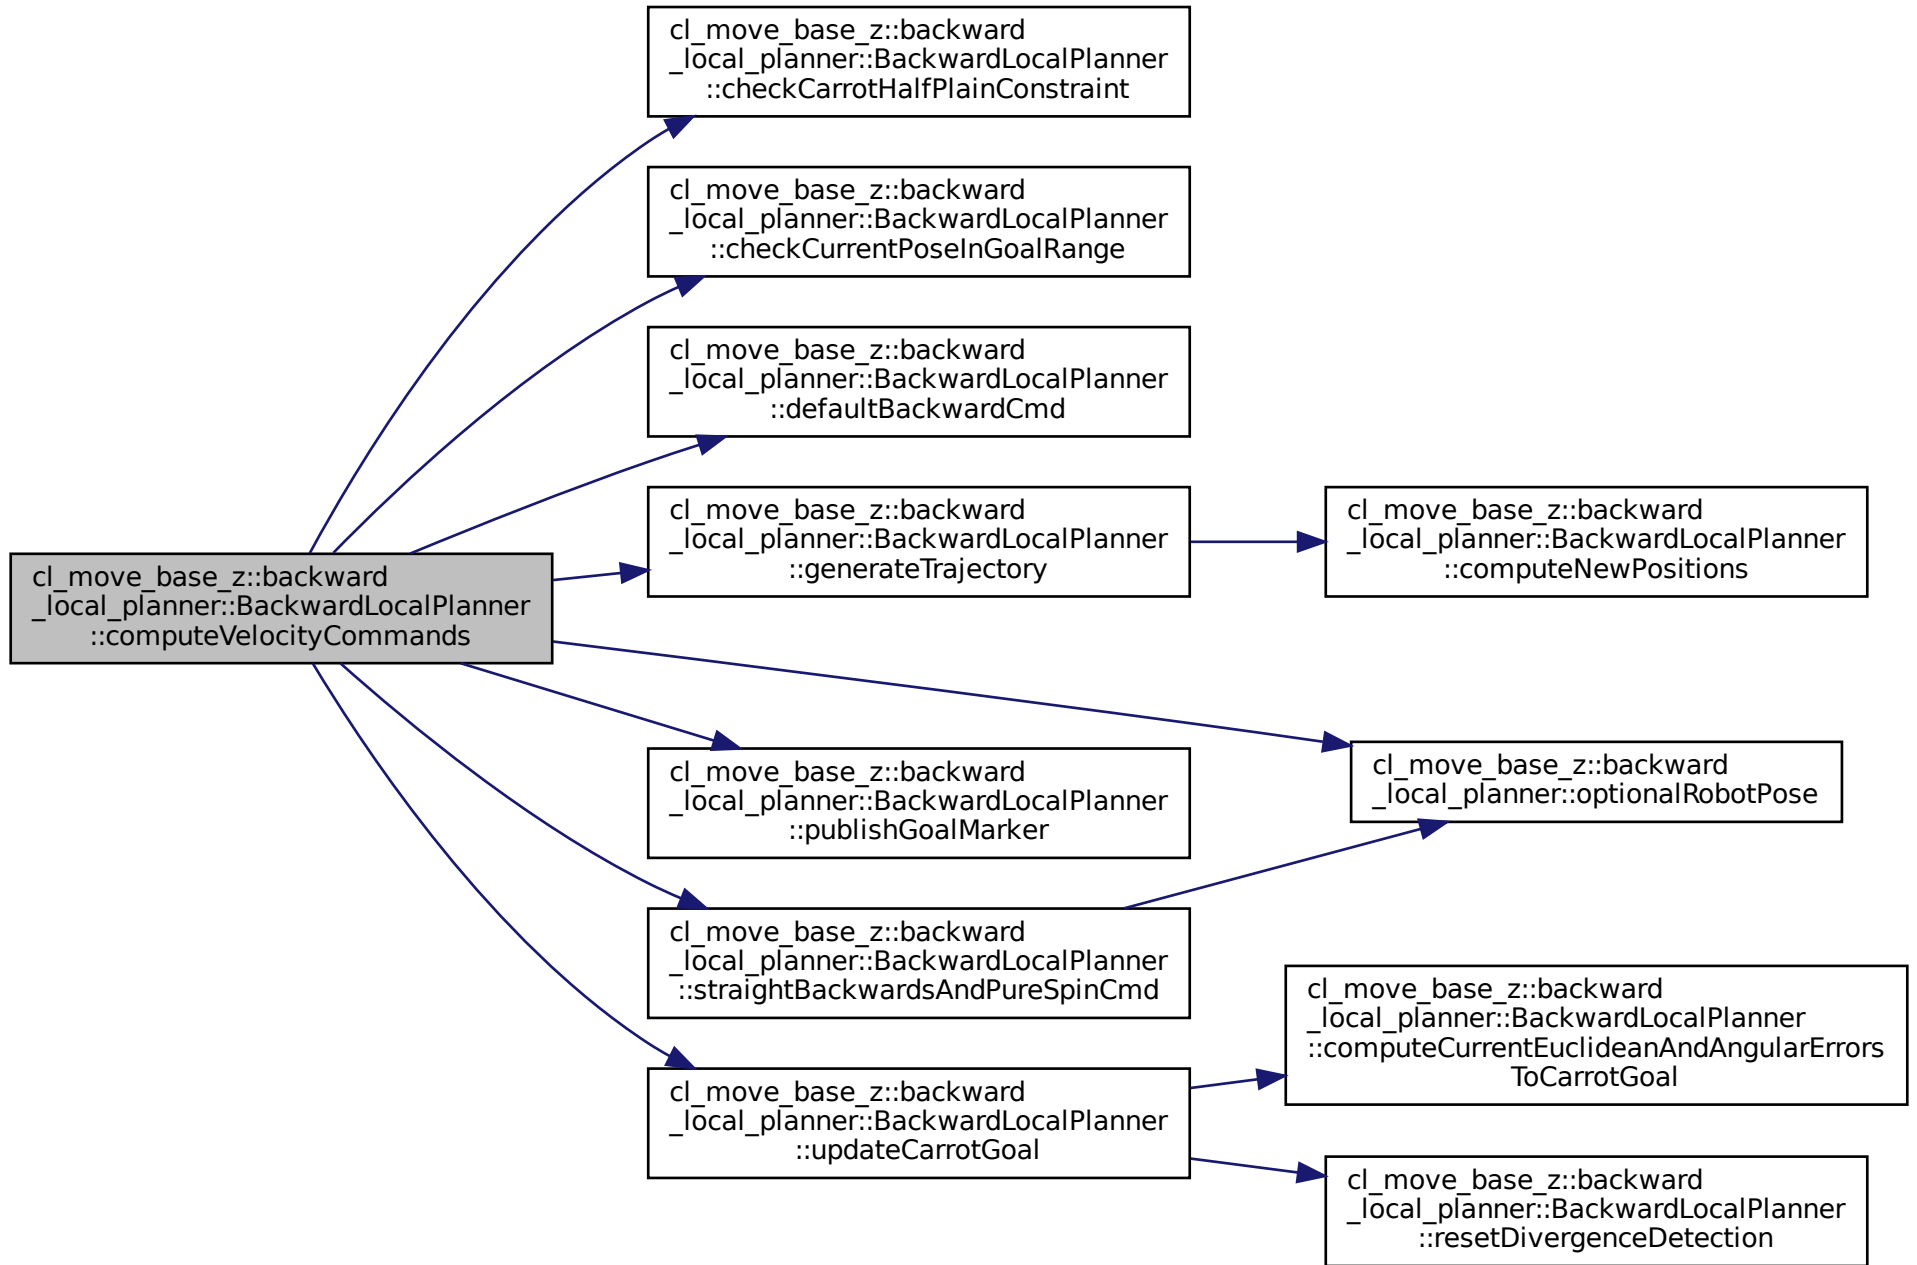 cl_move_base_z::backward
_local_planner::BackwardLocalPlanner
::checkCarrotHalfPlainConstraint
cl_move_base_z::backward
_local_planner::BackwardLocalPlanner
::checkCurrentPoseInGoalRange
cl_move_base_z::backward
_local_planner::BackwardLocalPlanner
::defaultBackwardCmd
cl_move_base_z::backward
_local_planner::BackwardLocalPlanner
::generateTrajectory
cl_move_base_z::backward
_local_planner::BackwardLocalPlanner
::computeNewPositions
cl_move_base_z::backward
_local_planner::BackwardLocalPlanner
::computeVelocityCommands
cl_move_base_z::backward
_local_planner::BackwardLocalPlanner
::publishGoalMarker
cl_move_base_z::backward
_local_planner::optionalRobotPose
cl_move_base_z::backward
_local_planner::BackwardLocalPlanner
::straightBackwardsAndPureSpinCmd
cl_move_base_z::backward
_local_planner::BackwardLocalPlanner
::computeCurrentEuclideanAndAngularErrors
ToCarrotGoal
cl_move_base_z::backward
_local_planner::BackwardLocalPlanner
::updateCarrotGoal
cl_move_base_z::backward
_local_planner::BackwardLocalPlanner
::resetDivergenceDetection